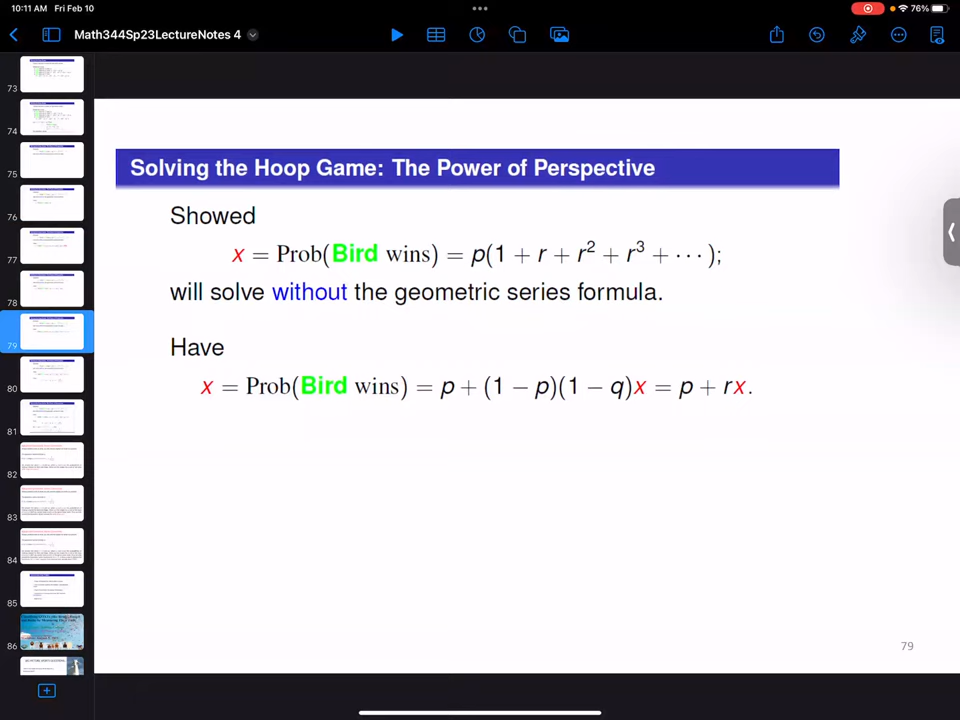 10:11 AM Fri Feb 10
76%
Math344Sp23LectureNotes 4
73
74
75
76
77
78
79
80
81
82
83
84
85
86
Solving the Hoop Game: The Power of Perspective
Showed
x = Prob(Bird wins) = p(1 + r + r² + r³ + ⋯);
will solve without the geometric series formula.
Have
x = Prob(Bird wins) = p + (1 − p)(1 − q)x = p + rx.
79